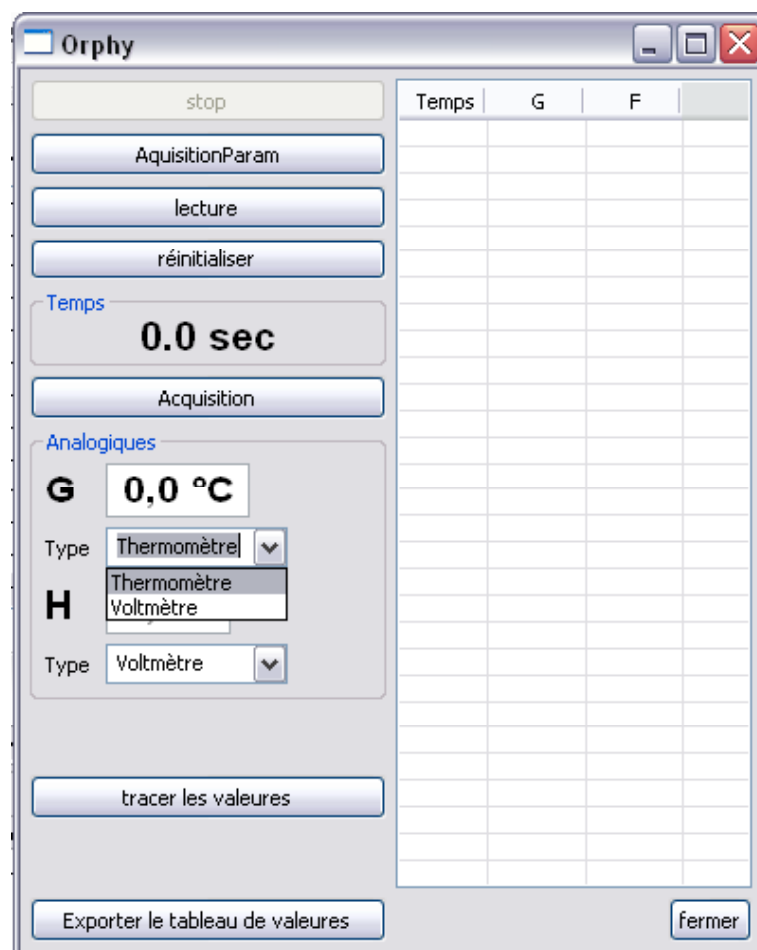 Orphy
stop
AquisitionParam
lecture
réinitialiser
Temps
0.0 sec
Acquisition
Analogiques
G 0,0 °C
Type Thermomètre
Thermomètre
Voltmètre
H
Type Voltmètre
tracer les valeures
Exporter le tableau de valeures
Temps G F
fermer